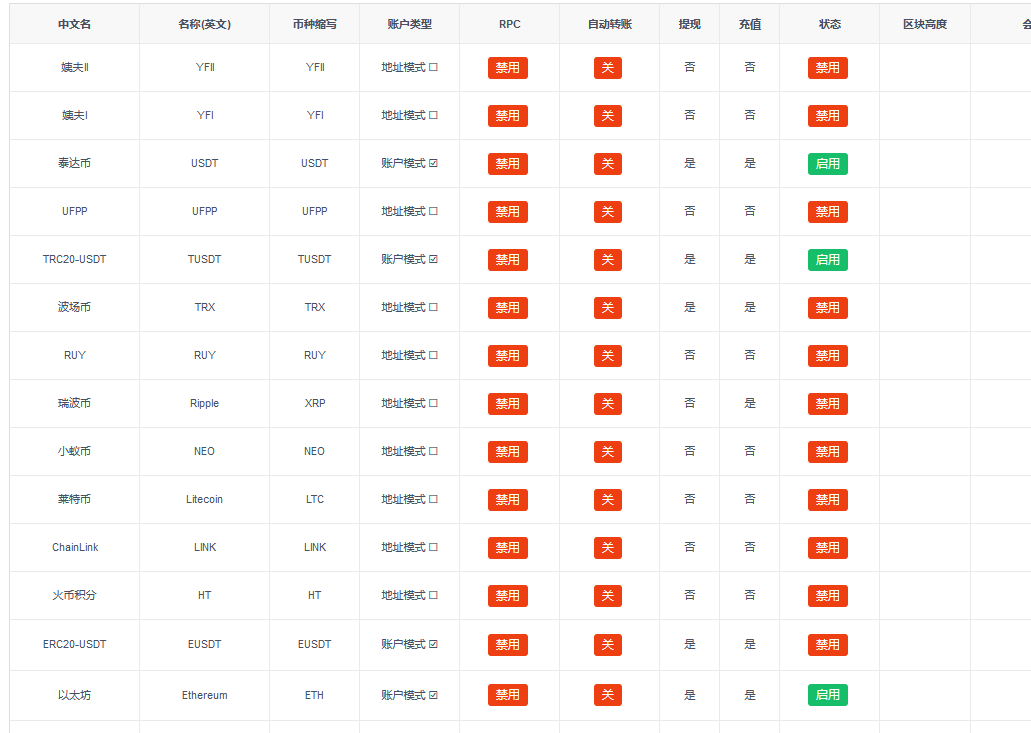 中文名 名称(英文) 币种缩写 账户类型 RPC 自动转账 提现 充值 状态 区块高度
姨夫II YFII YFII 地址模式 ☐ 禁用 关 否 否 禁用
姨夫I YFI YFI 地址模式 ☐ 禁用 关 否 否 禁用
泰达币 USDT USDT 账户模式 ☑ 禁用 关 是 是 启用
UFPP UFPP UFPP 地址模式 ☐ 禁用 关 否 否 禁用
TRC20-USDT TUSDT TUSDT 账户模式 ☑ 禁用 关 是 是 启用
波场币 TRX TRX 地址模式 ☐ 禁用 关 是 是 禁用
RUY RUY RUY 地址模式 ☐ 禁用 关 否 否 禁用
瑞波币 Ripple XRP 地址模式 ☐ 禁用 关 否 是 禁用
小蚁币 NEO NEO 地址模式 ☐ 禁用 关 否 否 禁用
莱特币 Litecoin LTC 地址模式 ☐ 禁用 关 否 否 禁用
ChainLink LINK LINK 地址模式 ☐ 禁用 关 否 否 禁用
火币积分 HT HT 地址模式 ☐ 禁用 关 否 否 禁用
ERC20-USDT EUSDT EUSDT 账户模式 ☑ 禁用 关 是 是 禁用
以太坊 Ethereum ETH 账户模式 ☑ 禁用 关 是 是 启用